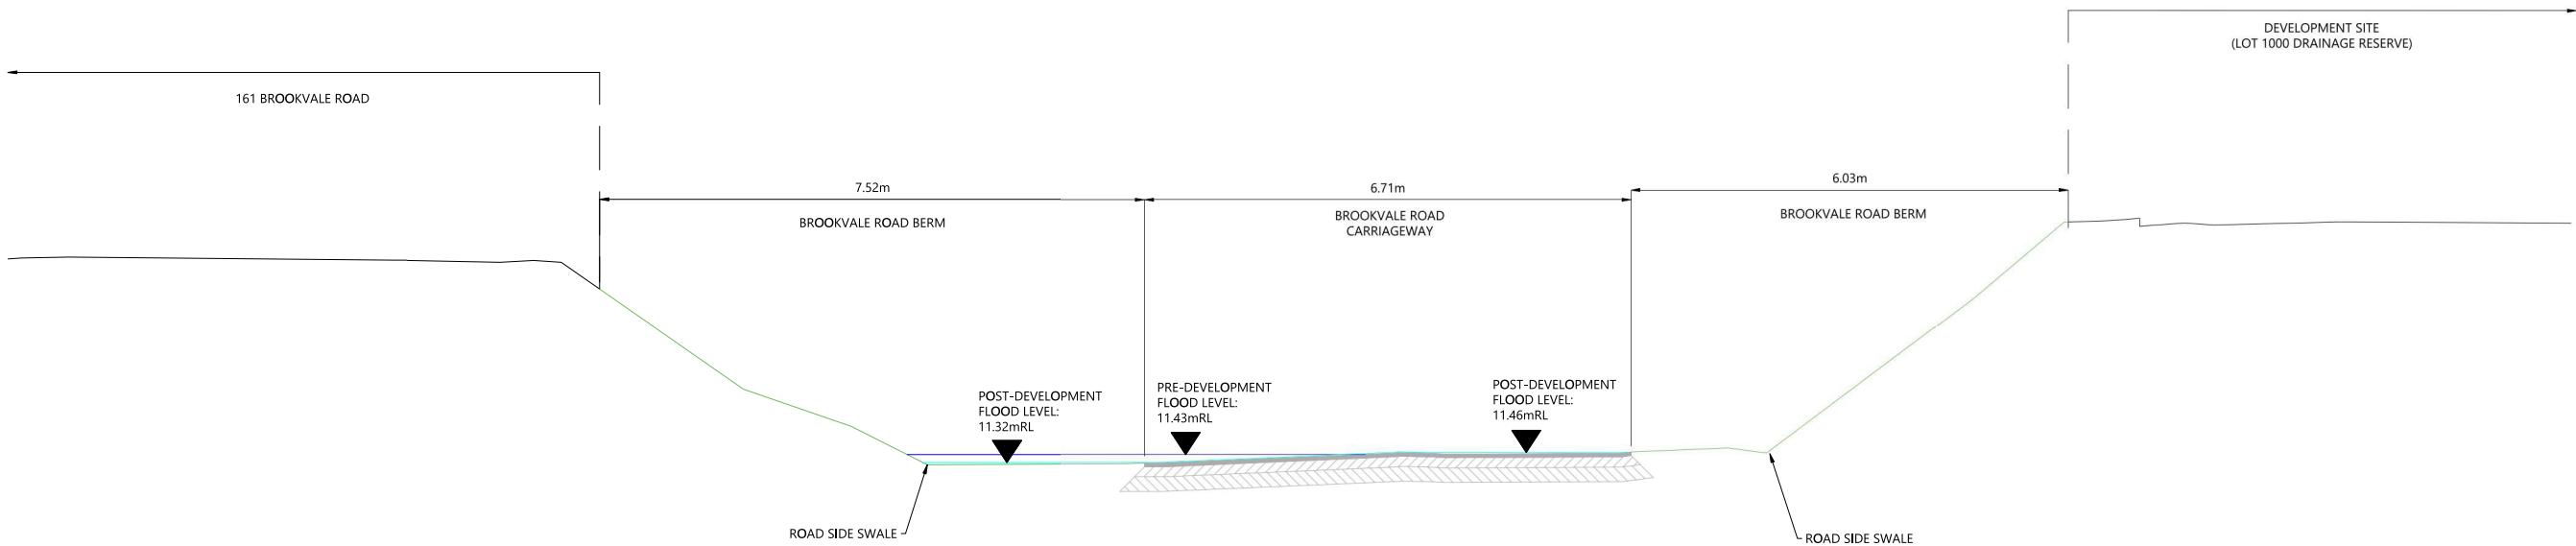 DEVELOPMENT SITE
(LOT 1000 DRAINAGE RESERVE)
161 BROOKVALE ROAD
7.52m
6.71m
6.03m
BROOKVALE ROAD BERM
BROOKVALE ROAD
CARRIAGEWAY
BROOKVALE ROAD BERM
POST-DEVELOPMENT
FLOOD LEVEL:
11.32mRL
PRE-DEVELOPMENT
FLOOD LEVEL:
11.43mRL
POST-DEVELOPMENT
FLOOD LEVEL:
11.46mRL
ROAD SIDE SWALE
ROAD SIDE SWALE